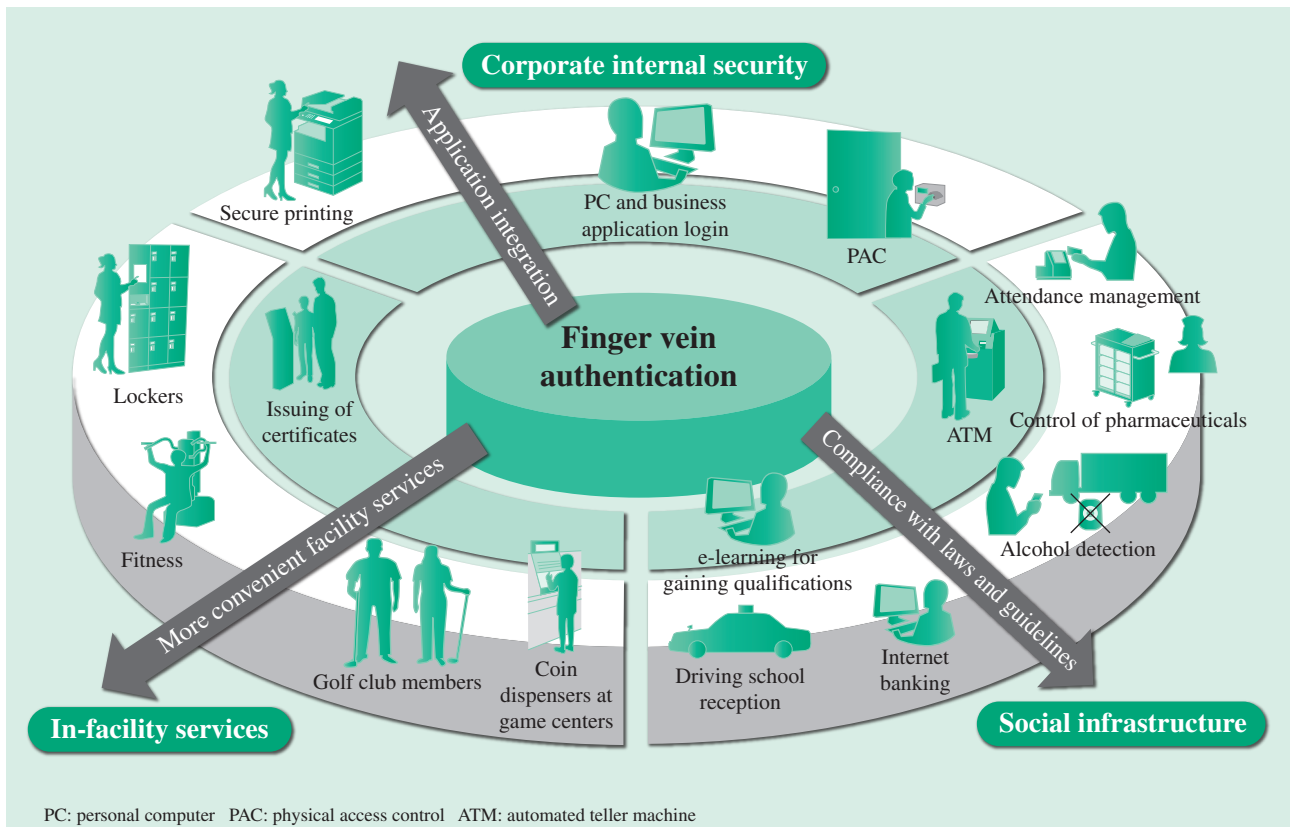 Corporate internal security
Application integration
Secure printing
PC and business
application login
PAC
Attendance management
Lockers
Issuing of
certificates
Finger vein
authentication
ATM
Control of pharmaceuticals
Fitness
More convenient facility services
Compliance with laws and guidelines
Alcohol detection
e-learning for
gaining qualifications
Golf club members
Coin
dispensers at
game centers
Driving school
reception
Internet
banking
In-facility services
Social infrastructure
PC: personal computer PAC: physical access control ATM: automated teller machine